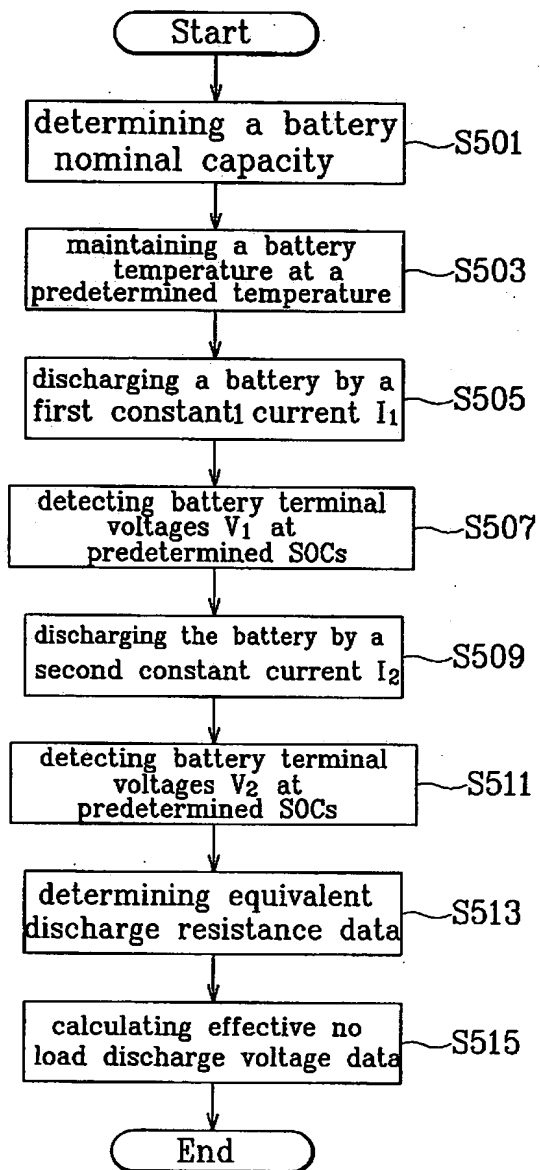 Start
determining a battery
nominal capacity
S501
maintaining a battery
temperature at a
predetermined temperature
S503
discharging a battery by a
first constant1 current I1
S505
detecting battery terminal
voltages V1 at
predetermined SOCs
S507
discharging the battery by a
second constant current I2
S509
detecting battery terminal
voltages V2 at
predetermined SOCs
S511
determining equivalent
discharge resistance data
S513
calculating effective no
load discharge voltage data
S515
End